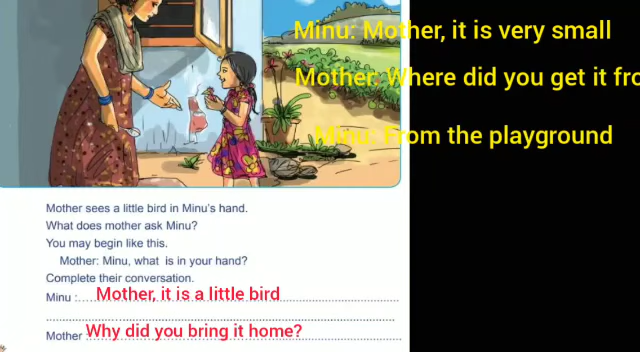 Minu: Mother, it is very small
Mother: Where did you get it
Minu: From the playground
Mother sees a little bird in Minu's hand.
What does mother ask Minu?
You may begin like this.
Mother: Minu, what is in your hand?
Complete their conversation.
Minu : Mother, it is a little bird
Mother Why did you bring it home?